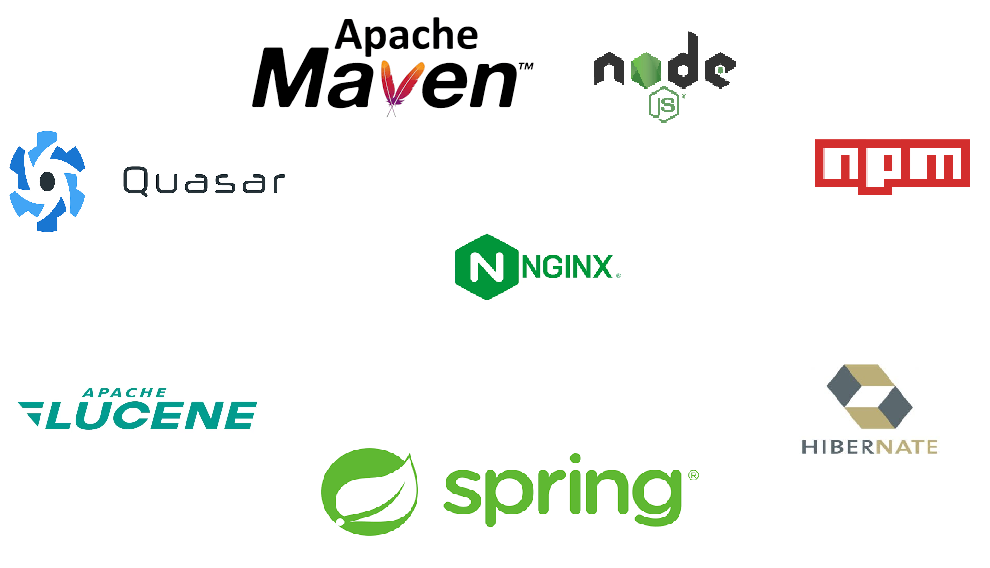 Apache
Maven™
node
JS
Quasar
npm
N NGINX®
APACHE
LUCENE
HIBERNATE
spring®